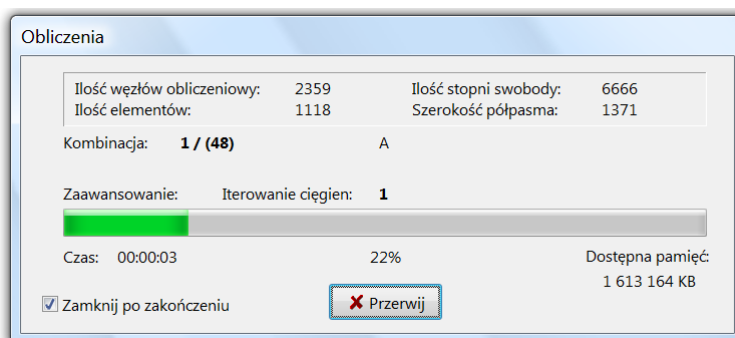 Obliczenia
Ilość węzłów obliczeniowy: 2359 Ilość stopni swobody: 6666
Ilość elementów: 1118 Szerokość półpasma: 1371
Kombinacja: 1 / (48) A
Zaawansowanie: Iterowanie cięgien: 1
Czas: 00:00:03 22% Dostępna pamięć:
1 613 164 KB
Zamknij po zakończeniu Przerwij